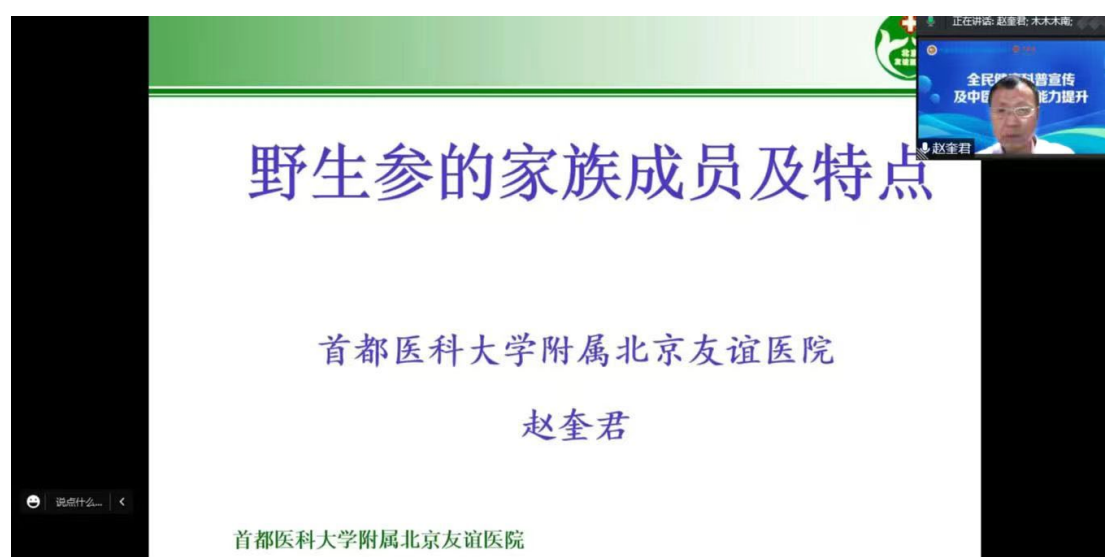 正在讲话: 赵奎君; 木木木南;
全民健康科普宣传
及中医 能力提升
赵奎君
野生参的家族成员及特点
首都医科大学附属北京友谊医院
赵奎君
说点什么...
首都医科大学附属北京友谊医院